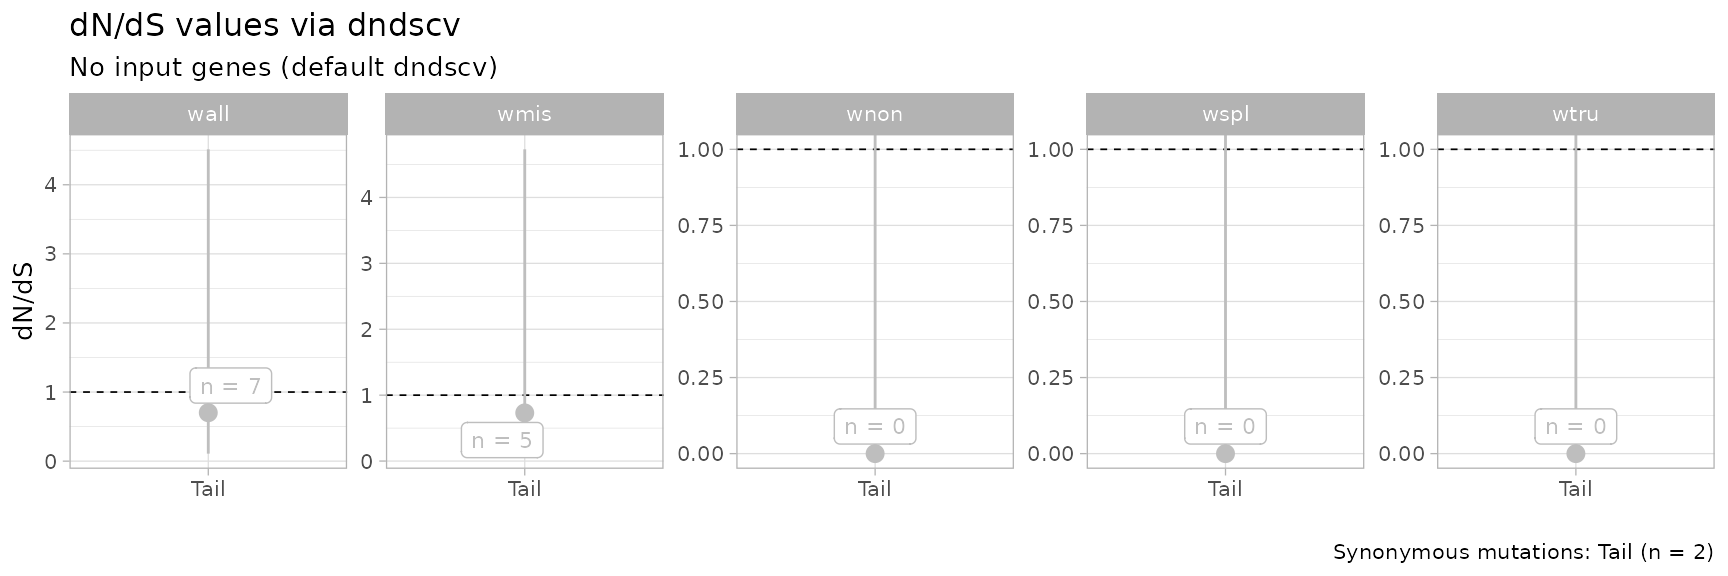 dN/dS values via dndscv
No input genes (default dndscv)
wall
wmis
wnon
wspl
wtru
dN/dS
4
3
2
1
0
n = 7
Tail
4
3
2
1
0
n = 5
Tail
1.00
0.75
0.50
0.25
0.00
n = 0
Tail
1.00
0.75
0.50
0.25
0.00
n = 0
Tail
1.00
0.75
0.50
0.25
0.00
n = 0
Tail
Synonymous mutations: Tail (n = 2)